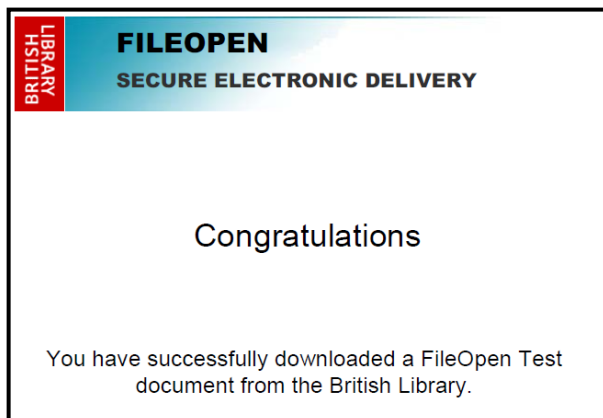 BRITISH
LIBRARY
FILEOPEN
SECURE ELECTRONIC DELIVERY
Congratulations
You have successfully downloaded a FileOpen Test
document from the British Library.